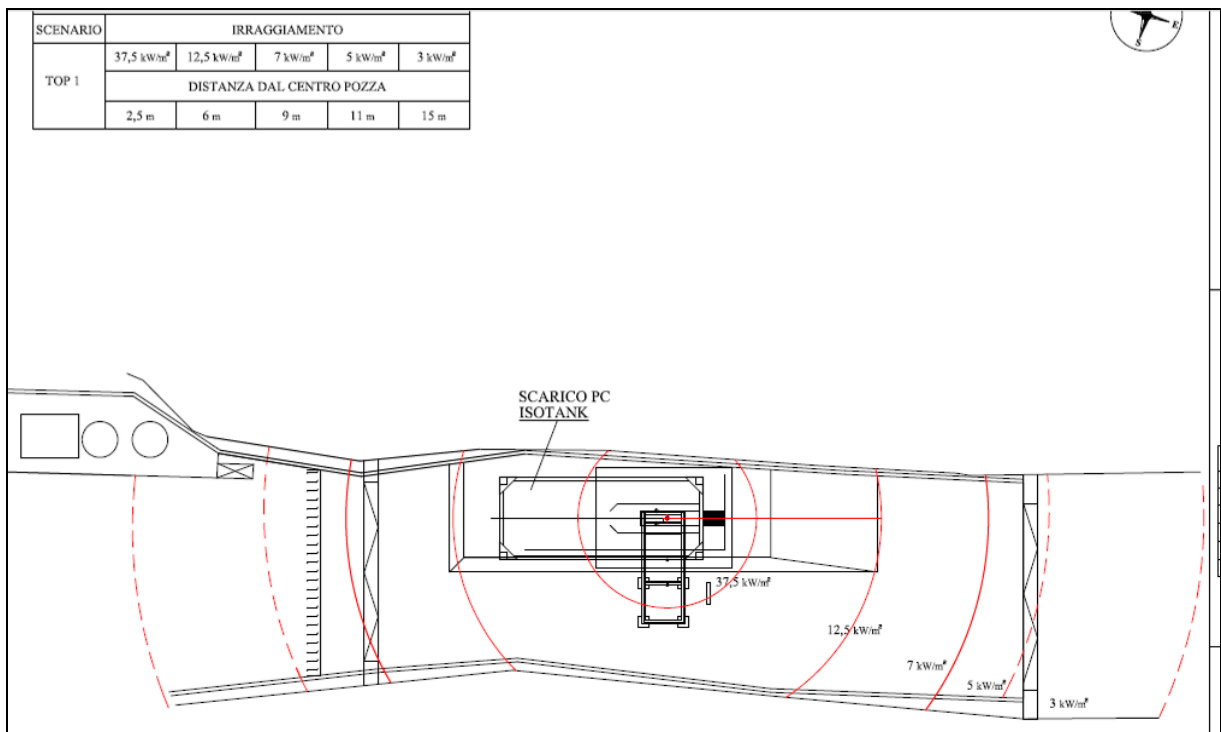 SCENARIO IRRAGGIAMENTO
37,5 kW/m² 12,5 kW/m² 7 kW/m² 5 kW/m² 3 kW/m²
TOP 1
DISTANZA DAL CENTRO POZZA
2,5 m 6 m 9 m 11 m 15 m
S E
SCARICO PC
ISOTANK
37,5 kW/m²
12,5 kW/m²
7 kW/m²
5 kW/m²
3 kW/m²